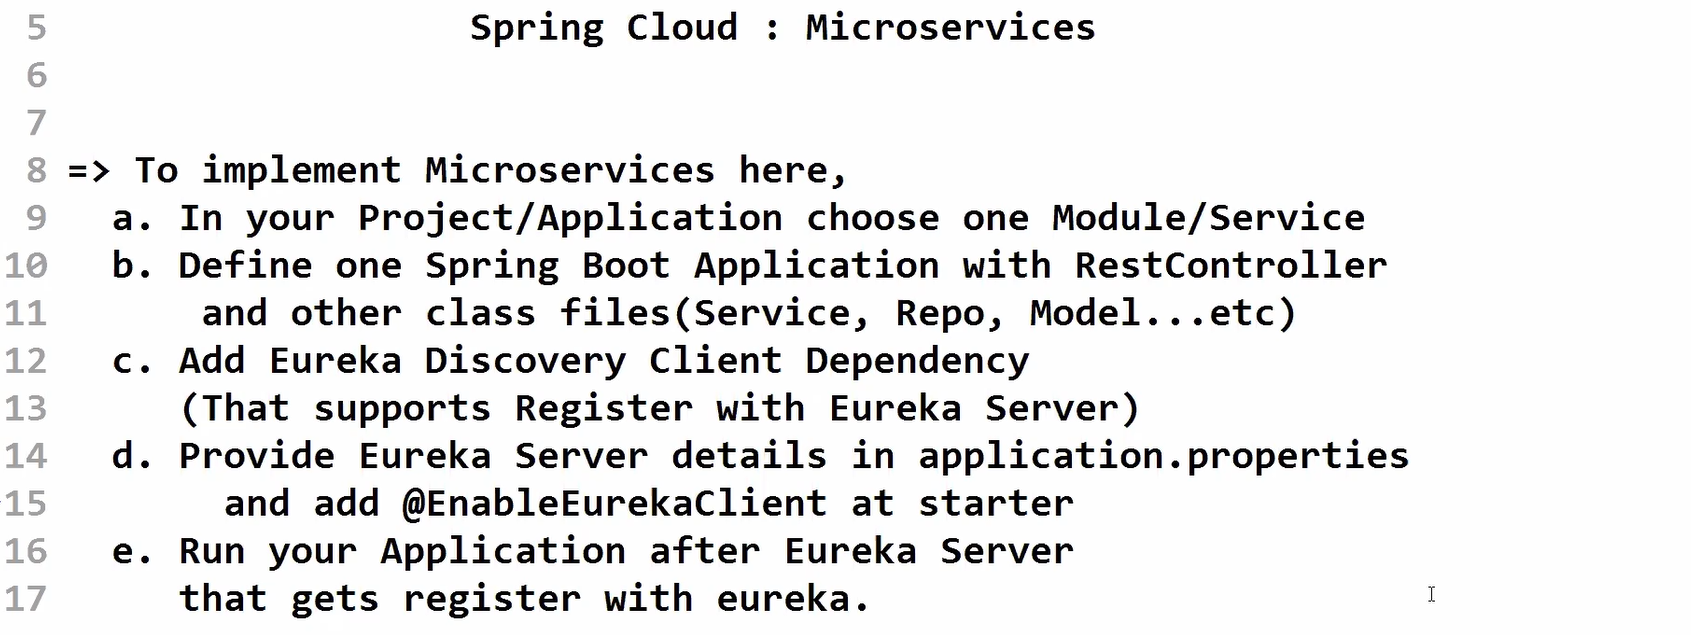 5 Spring Cloud : Microservices
6
7
8 => To implement Microservices here,
9 a. In your Project/Application choose one Module/Service
10 b. Define one Spring Boot Application with RestController
11 and other class files(Service, Repo, Model...etc)
12 c. Add Eureka Discovery Client Dependency
13 (That supports Register with Eureka Server)
14 d. Provide Eureka Server details in application.properties
15 and add @EnableEurekaClient at starter
16 e. Run your Application after Eureka Server
17 that gets register with eureka.